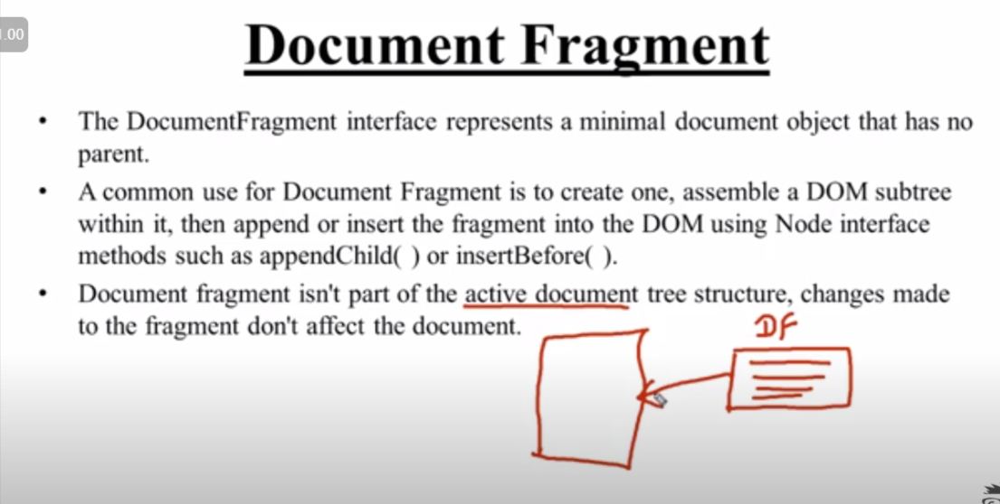 1.00
Document Fragment
• The DocumentFragment interface represents a minimal document object that has no
parent.
• A common use for Document Fragment is to create one, assemble a DOM subtree
within it, then append or insert the fragment into the DOM using Node interface
methods such as appendChild( ) or insertBefore( ).
• Document fragment isn't part of the active document tree structure, changes made
to the fragment don't affect the document.
DF